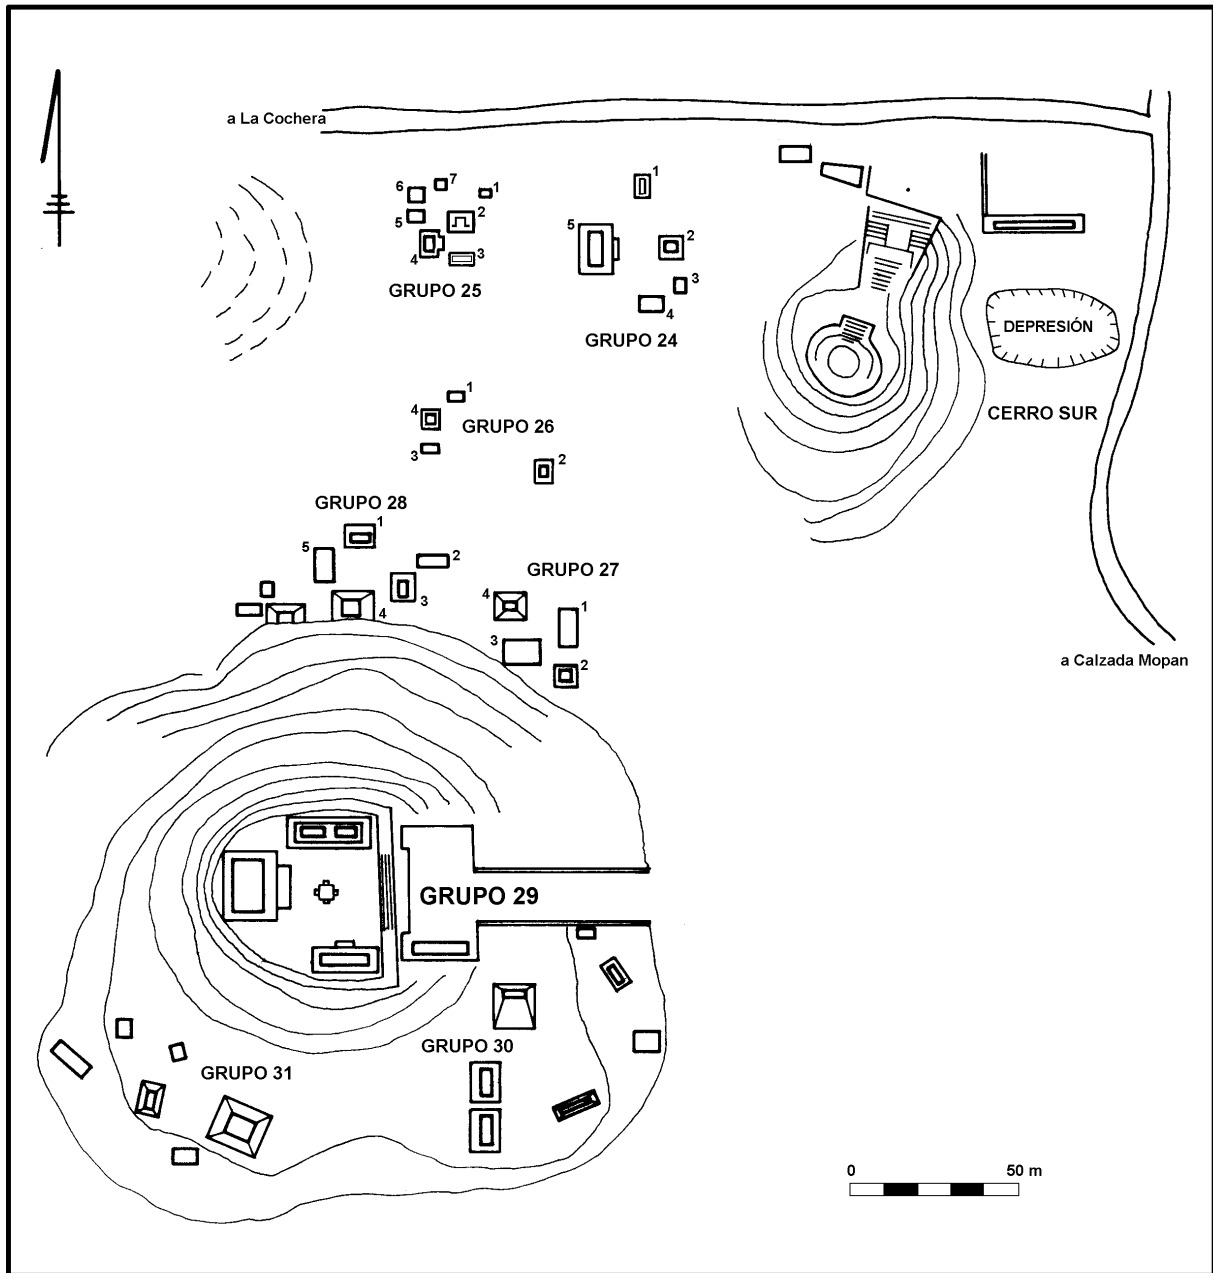 a La Cochera
1
7
6
1
5
2
5
2
4
3
3
4
GRUPO 25
GRUPO 24
DEPRESIÓN
CERRO SUR
1
4
GRUPO 26
3
2
GRUPO 28
1
5
2
GRUPO 27
3
4
4
1
3
2
a Calzada Mopan
GRUPO 29
GRUPO 30
GRUPO 31
0 50 m